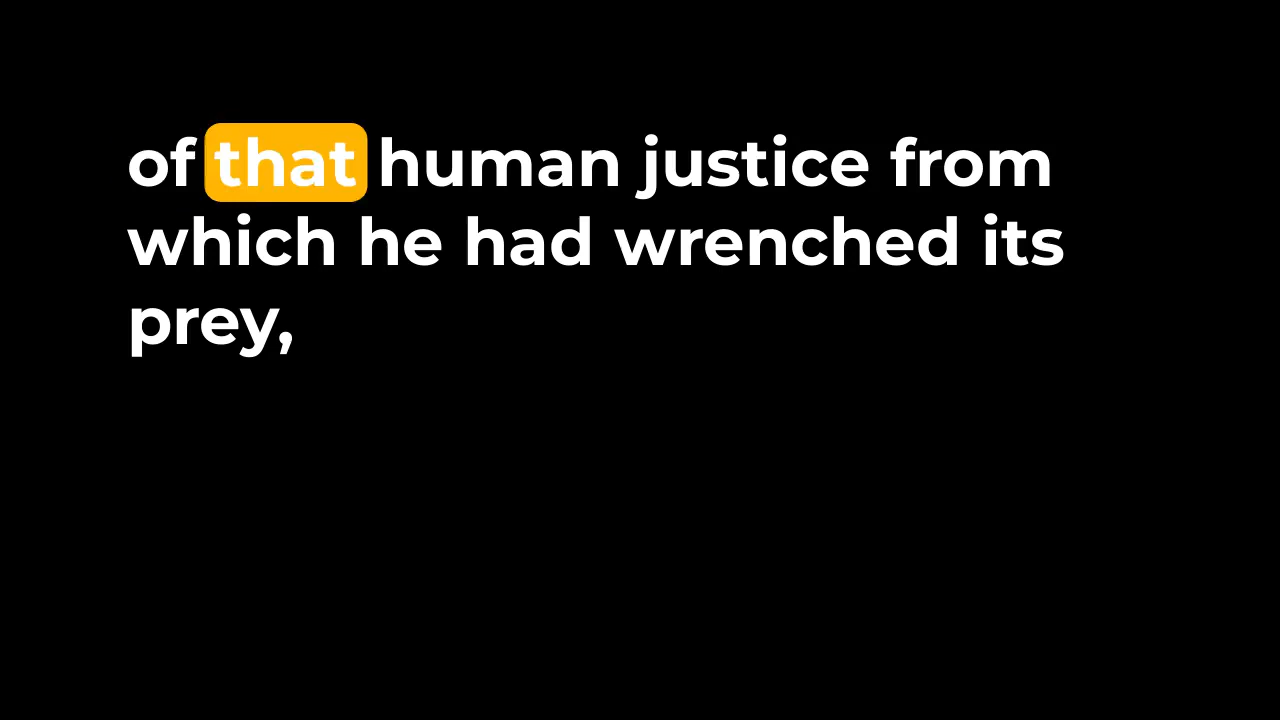 of that human justice from
which he had wrenched its
prey,